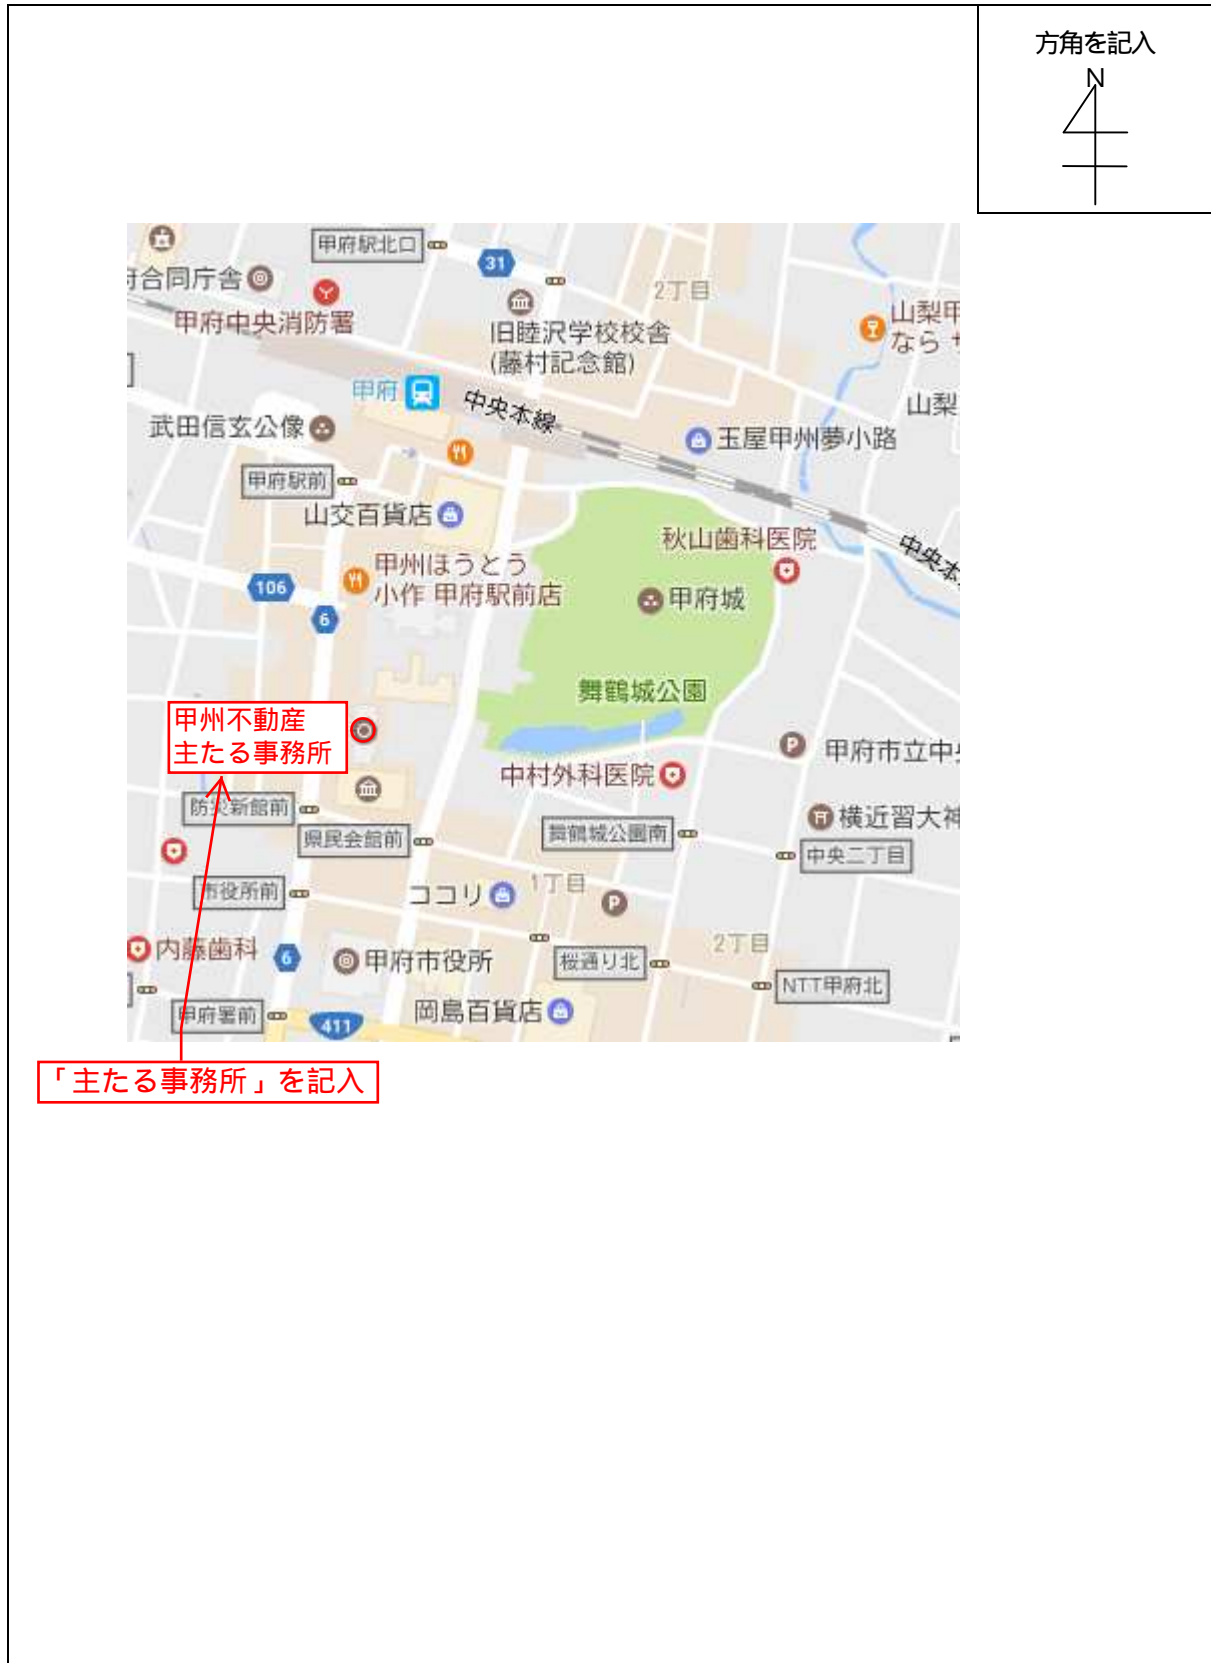 方角を記入
N
甲府駅北口
31
2丁目
府合同庁舎
甲府中央消防署
旧睦沢学校校舎
(藤村記念館)
山梨甲
なら サ
甲府
中央本線
山梨
武田信玄公像
玉屋甲州夢小路
甲府駅前
山交百貨店
秋山歯科医院
中央本
甲州ほうとう
小作 甲府駅前店
106
6
甲府城
舞鶴城公園
甲州不動産
主たる事務所
P
甲府市立中央
中村外科医院
防災新館前
県民会館前
舞鶴城公園南
横近習大神
中央二丁目
市役所前
ココリ
1丁目
P
内藤歯科
6
甲府市役所
桜通り北
2丁目
NTT甲府北
甲府署前
411
岡島百貨店
「主たる事務所」を記入